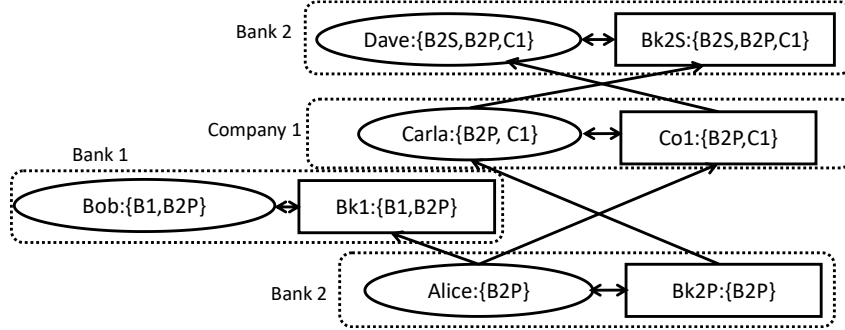 Bank 2
Dave:{B2S,B2P,C1}
Bk2S:{B2S,B2P,C1}
Company 1
Carla:{B2P, C1}
Co1:{B2P,C1}
Bank 1
Bob:{B1,B2P}
Bk1:{B1,B2P}
Bank 2
Alice:{B2P}
Bk2P:{B2P}